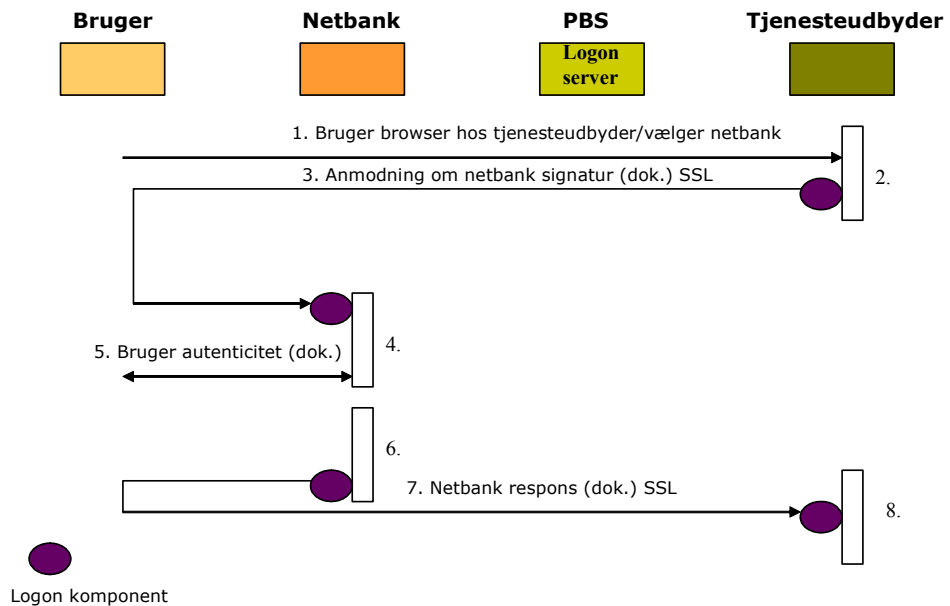 Bruger
Netbank
PBS
Tjenesteudbyder
Logon
server
1. Bruger browser hos tjenesteudbyder/vælger netbank
3. Anmodning om netbank signatur (dok.) SSL
2.
4.
5. Bruger autenticitet (dok.)
6.
7. Netbank respons (dok.) SSL
8.
Logon komponent